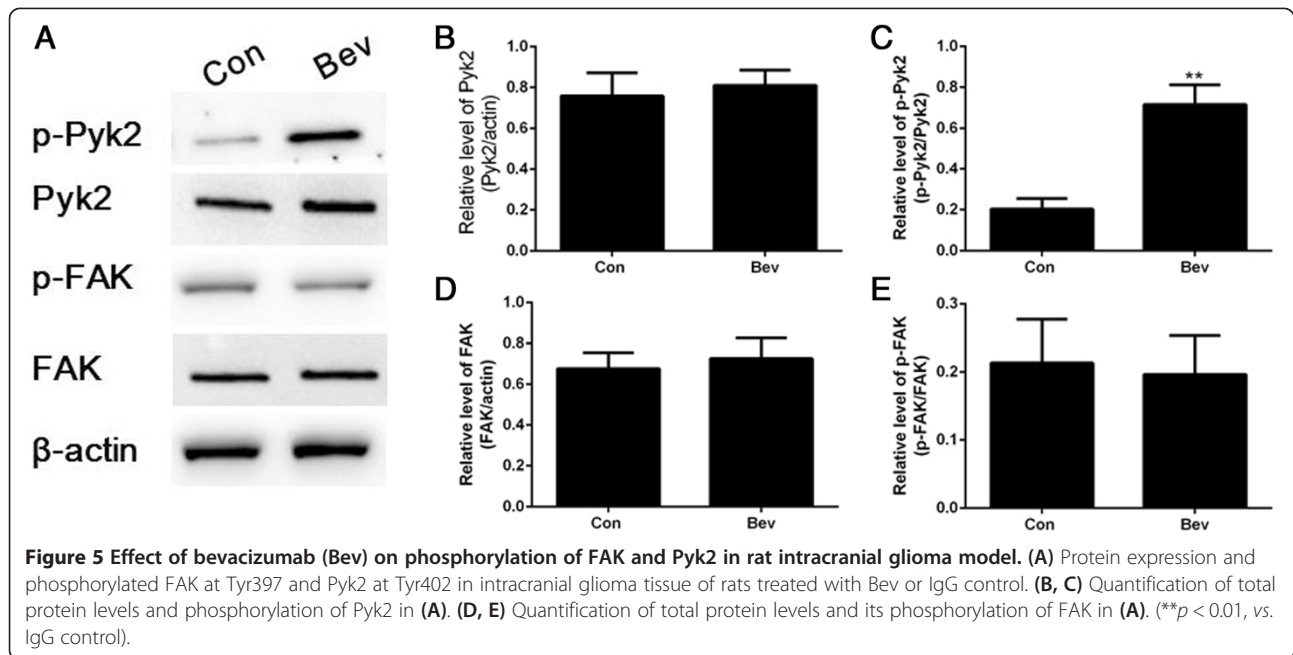 A
Con Bev
p-Pyk2
Pyk2
p-FAK
FAK
β-actin
B
Relative level of Pyk2
(Pyk2/actin)
1.0
0.8
0.6
0.4
0.2
0.0
Con Bev
C
Relative level of p-Pyk2
(p-Pyk2/Pyk2)
1.0
0.8
0.6
0.4
0.2
0.0
**
Con Bev
D
Relative level of FAK
(FAK/actin)
1.0
0.8
0.6
0.4
0.2
0.0
Con Bev
E
Relative level of p-FAK
(p-FAK/FAK)
0.3
0.2
0.1
0.0
Con Bev
Figure 5 Effect of bevacizumab (Bev) on phosphorylation of FAK and Pyk2 in rat intracranial glioma model. (A) Protein expression and
phosphorylated FAK at Tyr397 and Pyk2 at Tyr402 in intracranial glioma tissue of rats treated with Bev or IgG control. (B, C) Quantification of total
protein levels and phosphorylation of Pyk2 in (A). (D, E) Quantification of total protein levels and its phosphorylation of FAK in (A). (**p < 0.01, vs.
IgG control).